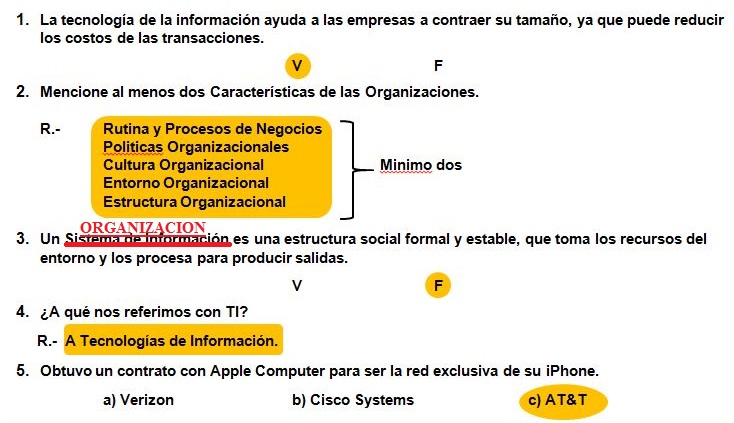 1. La tecnología de la información ayuda a las empresas a contraer su tamaño, ya que puede reducir
los costos de las transacciones.
V F
2. Mencione al menos dos Características de las Organizaciones.
R.- Rutina y Procesos de Negocios
Politicas Organizacionales
Cultura Organizacional
Minimo dos
Entorno Organizacional
Estructura Organizacional
ORGANIZACION
3. Un Sistema de Información es una estructura social formal y estable, que toma los recursos del
entorno y los procesa para producir salidas.
V F
4. ¿A qué nos referimos con TI?
R.- A Tecnologías de Información.
5. Obtuvo un contrato con Apple Computer para ser la red exclusiva de su iPhone.
a) Verizon b) Cisco Systems c) AT&T